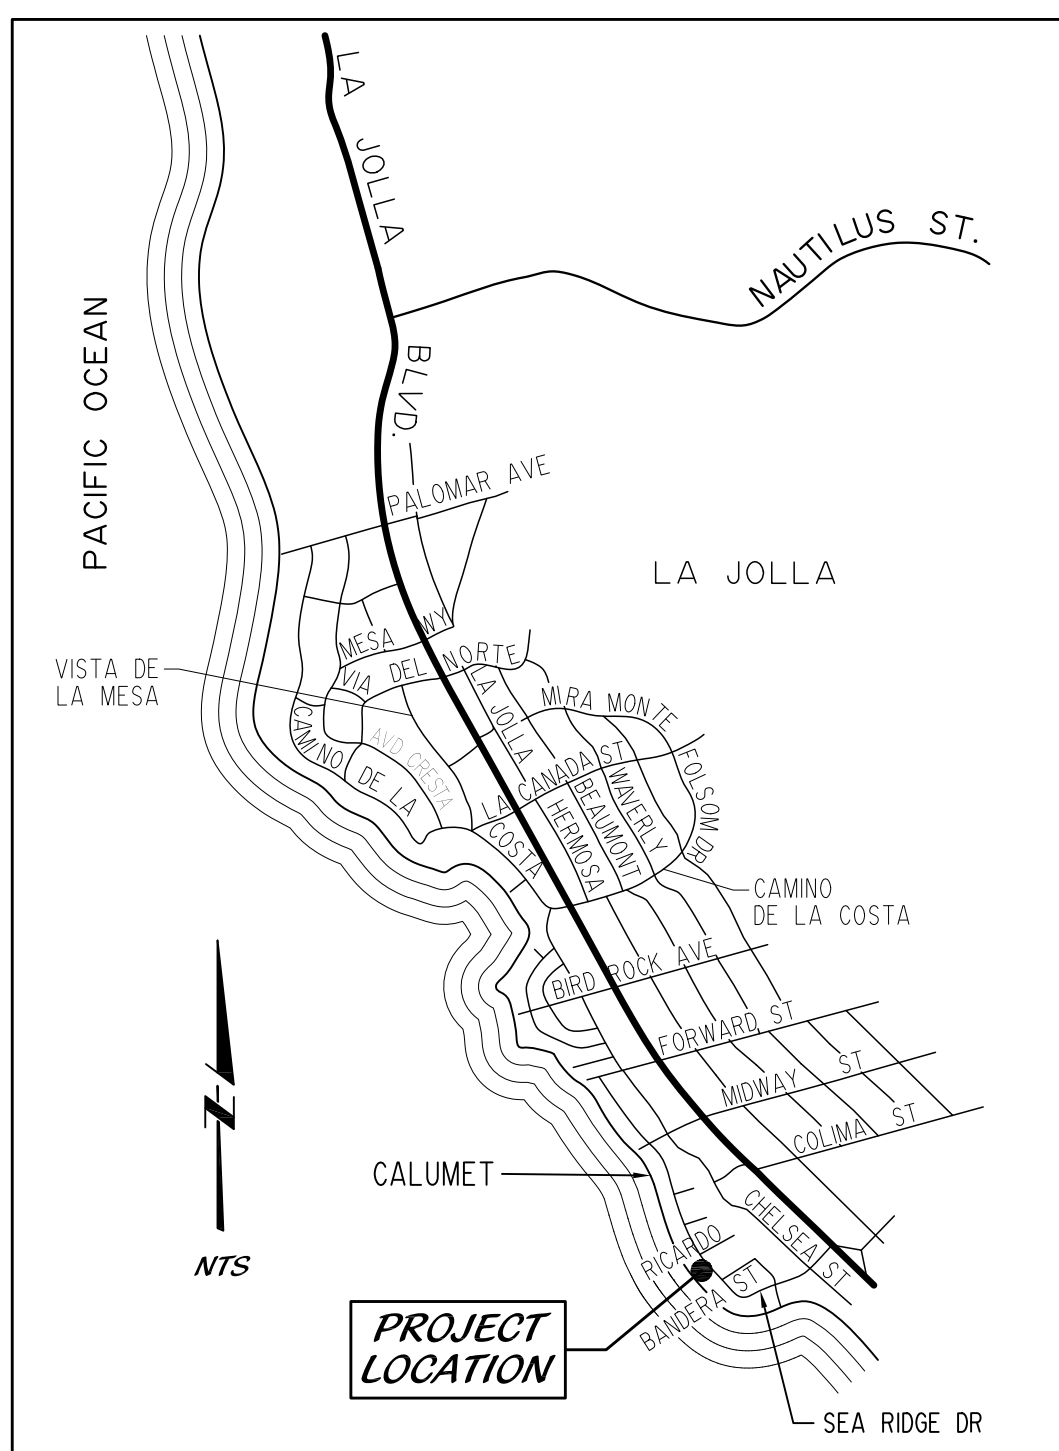 LA JOLLA BLVD.
NAUTILUS ST.
PACIFIC OCEAN
PALOMAR AVE
LA JOLLA
MESA WY
VIA DEL NORTE
VISTA DE
LA MESA
LA JOLLA
HERMOSA
MIRA MONTE
CAMINO DE LA COSTA
AVD CRESTA
LA CANADA ST
BEAUMONT
WAVERLY
FOLSOM DR
CAMINO
DE LA COSTA
BIRD ROCK AVE
FORWARD ST
MIDWAY ST
COLIMA ST
CALUMET
CHELSEA ST
RICARDO
BANDERA ST
N
NTS
PROJECT
LOCATION
SEA RIDGE DR